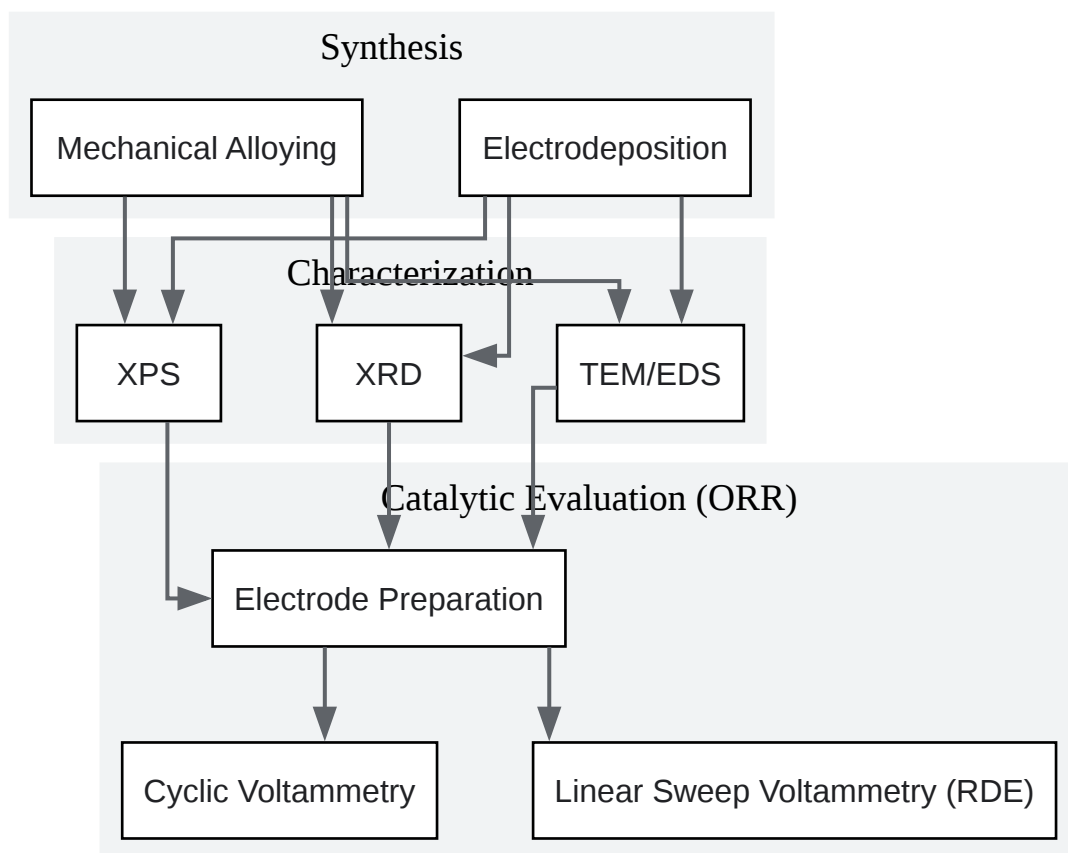 Synthesis
Mechanical Alloying
Electrodeposition
Characterization
XPS
XRD
TEM/EDS
Catalytic Evaluation (ORR)
Electrode Preparation
Cyclic Voltammetry
Linear Sweep Voltammetry (RDE)